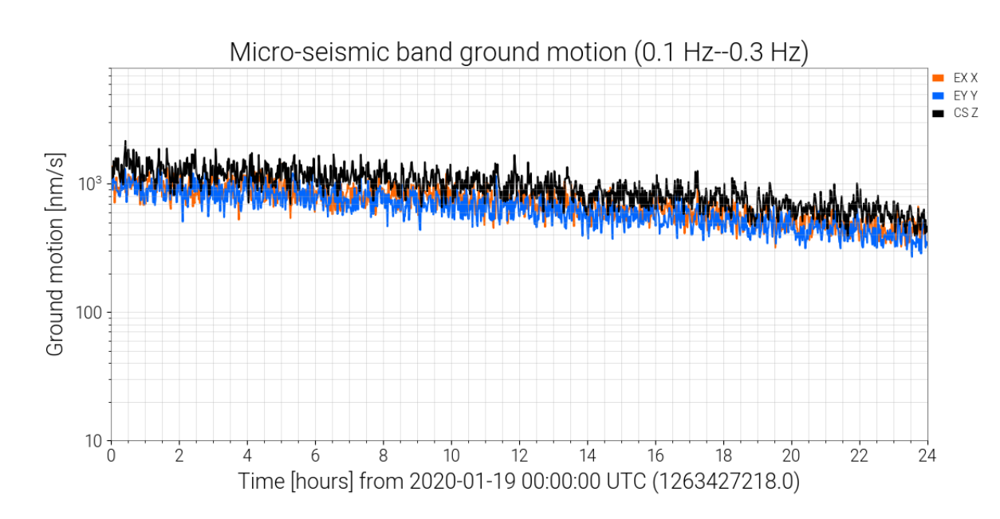 Micro-seismic band ground motion (0.1 Hz--0.3 Hz)
EX X
EY Y
CS Z
Ground motion [nm/s]
10³
100
10
0 2 4 6 8 10 12 14 16 18 20 22 24
Time [hours] from 2020-01-19 00:00:00 UTC (1263427218.0)